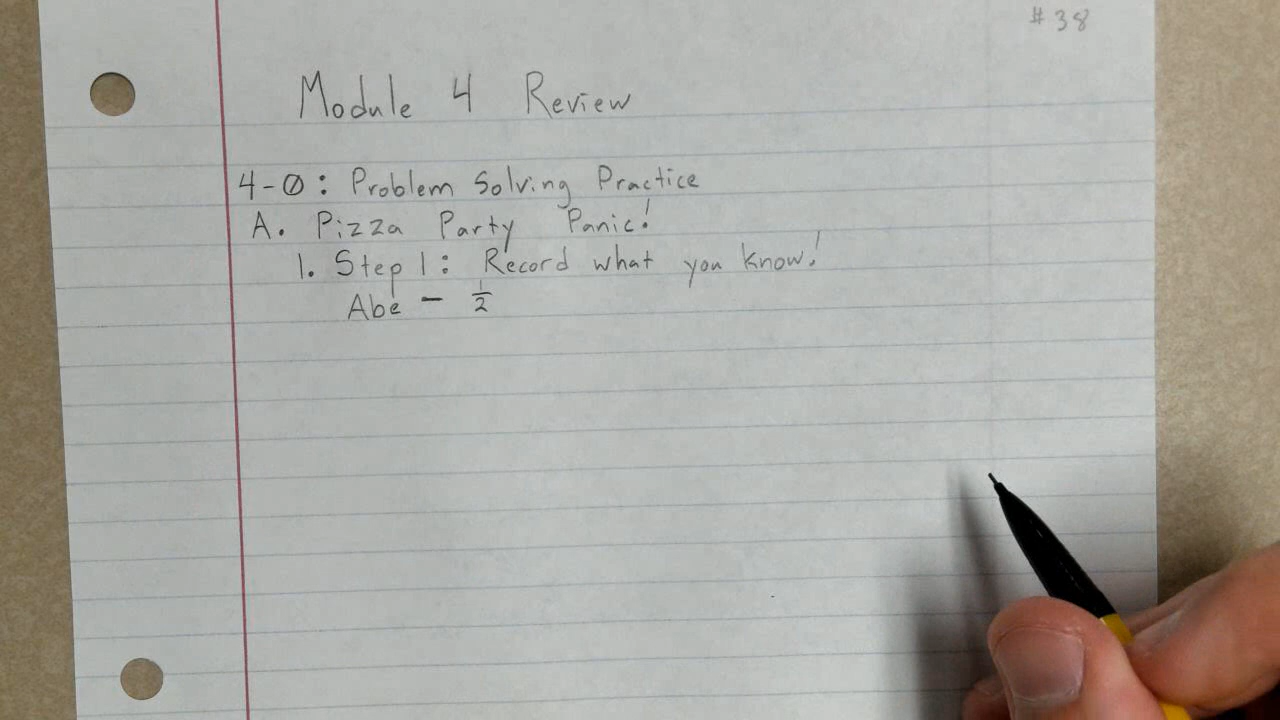 #38
Module 4 Review
4-0: Problem Solving Practice
A. Pizza Party Panic!
1. Step 1: Record what you know!
Abe - 1/2